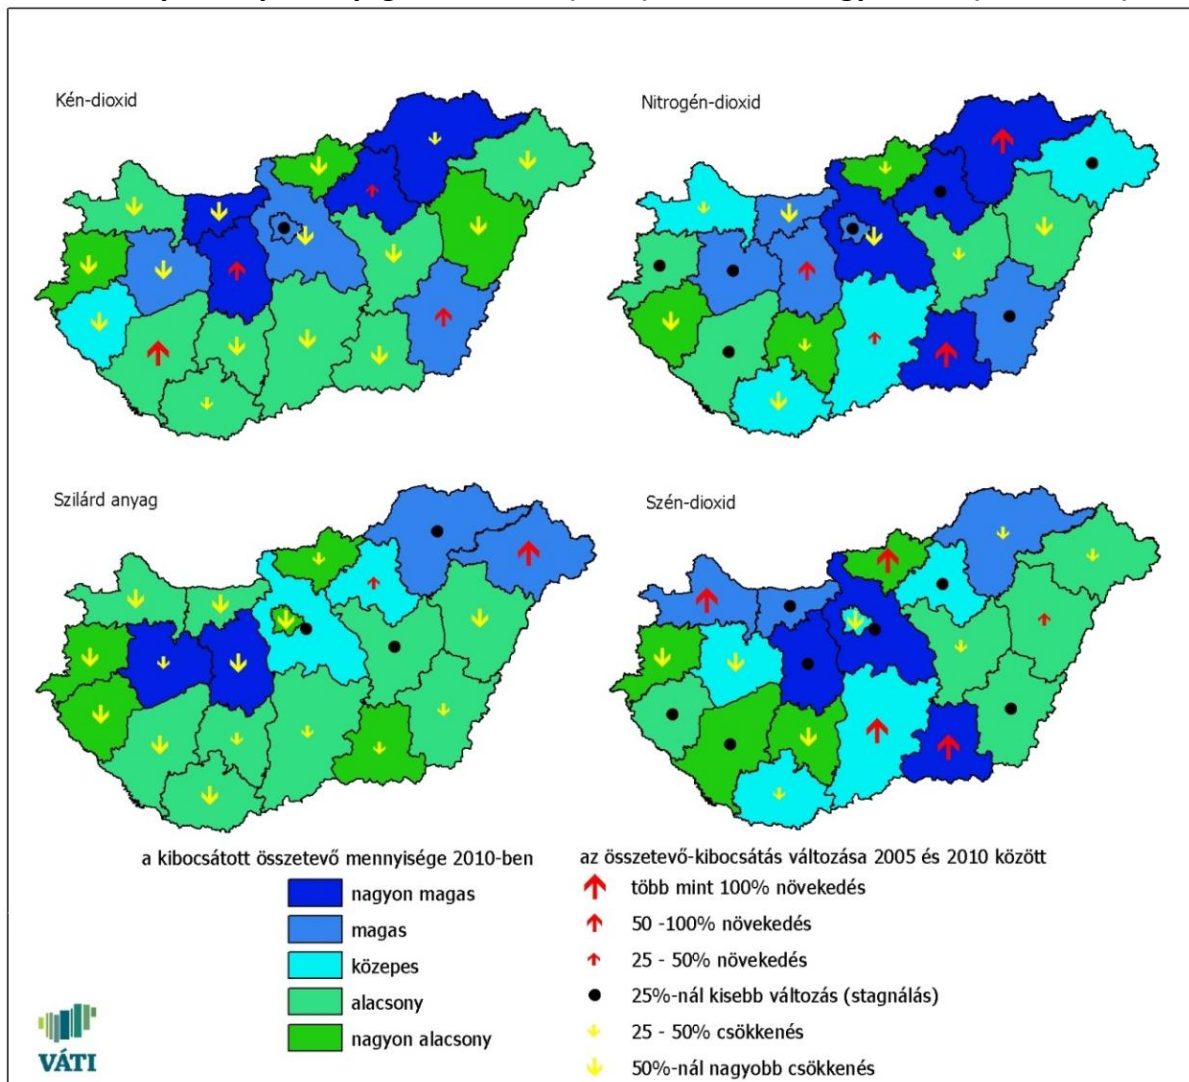 Kén-dioxid
Nitrogén-dioxid
Szilárd anyag
Szén-dioxid
a kibocsátott összetevő mennyisége 2010-ben
nagyon magas
magas
közepes
alacsony
nagyon alacsony
az összetevő-kibocsátás változása 2005 és 2010 között
több mint 100% növekedés
50 -100% növekedés
25 - 50% növekedés
25%-nál kisebb változás (stagnálás)
25 - 50% csökkenés
50%-nál nagyobb csökkenés
VÁTI